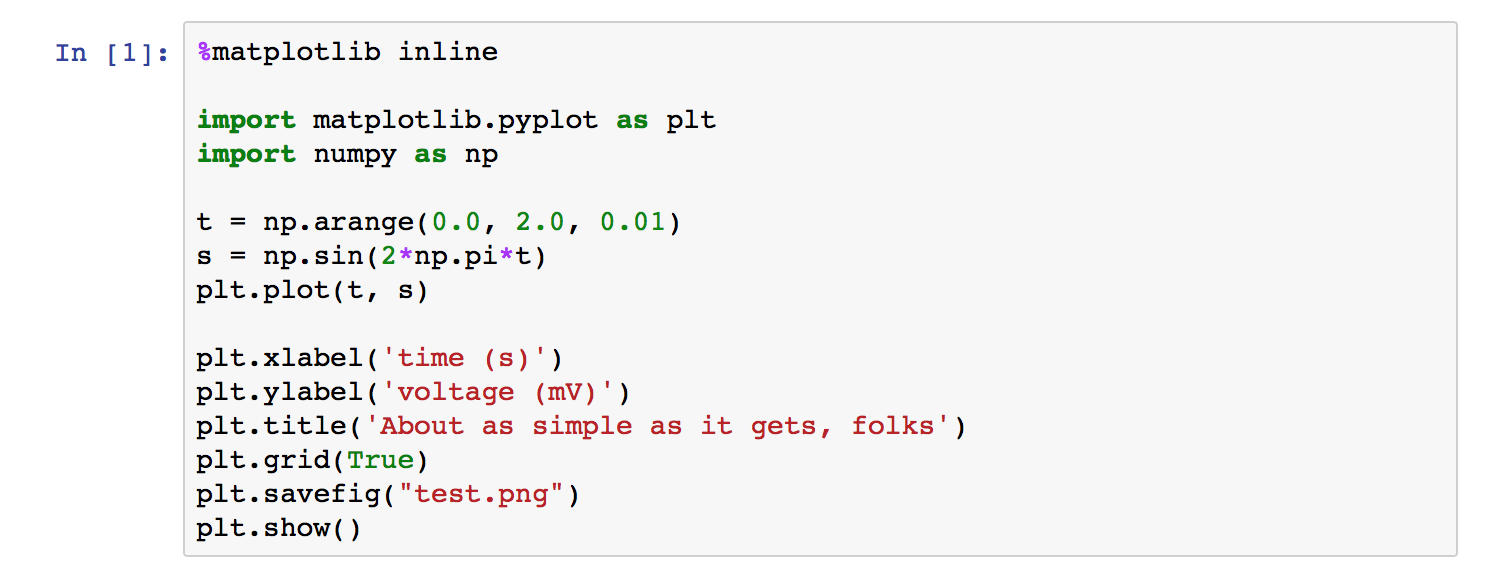 In [1]: %matplotlib inline
import matplotlib.pyplot as plt
import numpy as np
t = np.arange(0.0, 2.0, 0.01)
s = np.sin(2*np.pi*t)
plt.plot(t, s)
plt.xlabel('time (s)')
plt.ylabel('voltage (mV)')
plt.title('About as simple as it gets, folks')
plt.grid(True)
plt.savefig("test.png")
plt.show()